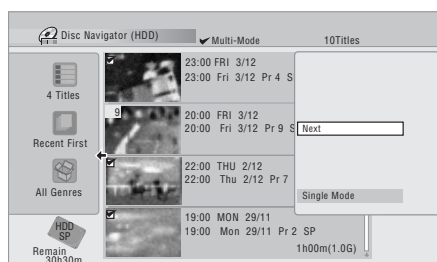 Disc Navigator (HDD)
Multi-Mode
10Titles
4 Titles
Recent First
All Genres
HDD
SP
Remain
30h30m
23:00 FRI 3/12
23:00 Fri 3/12 Pr 4 S
9
20:00 FRI 3/12
20:00 Fri 3/12 Pr 9 S
22:00 THU 2/12
22:00 Thu 2/12 Pr 7
19:00 MON 29/11
19:00 Mon 29/11 Pr 2 SP
1h00m(1.0G)
Next
Single Mode